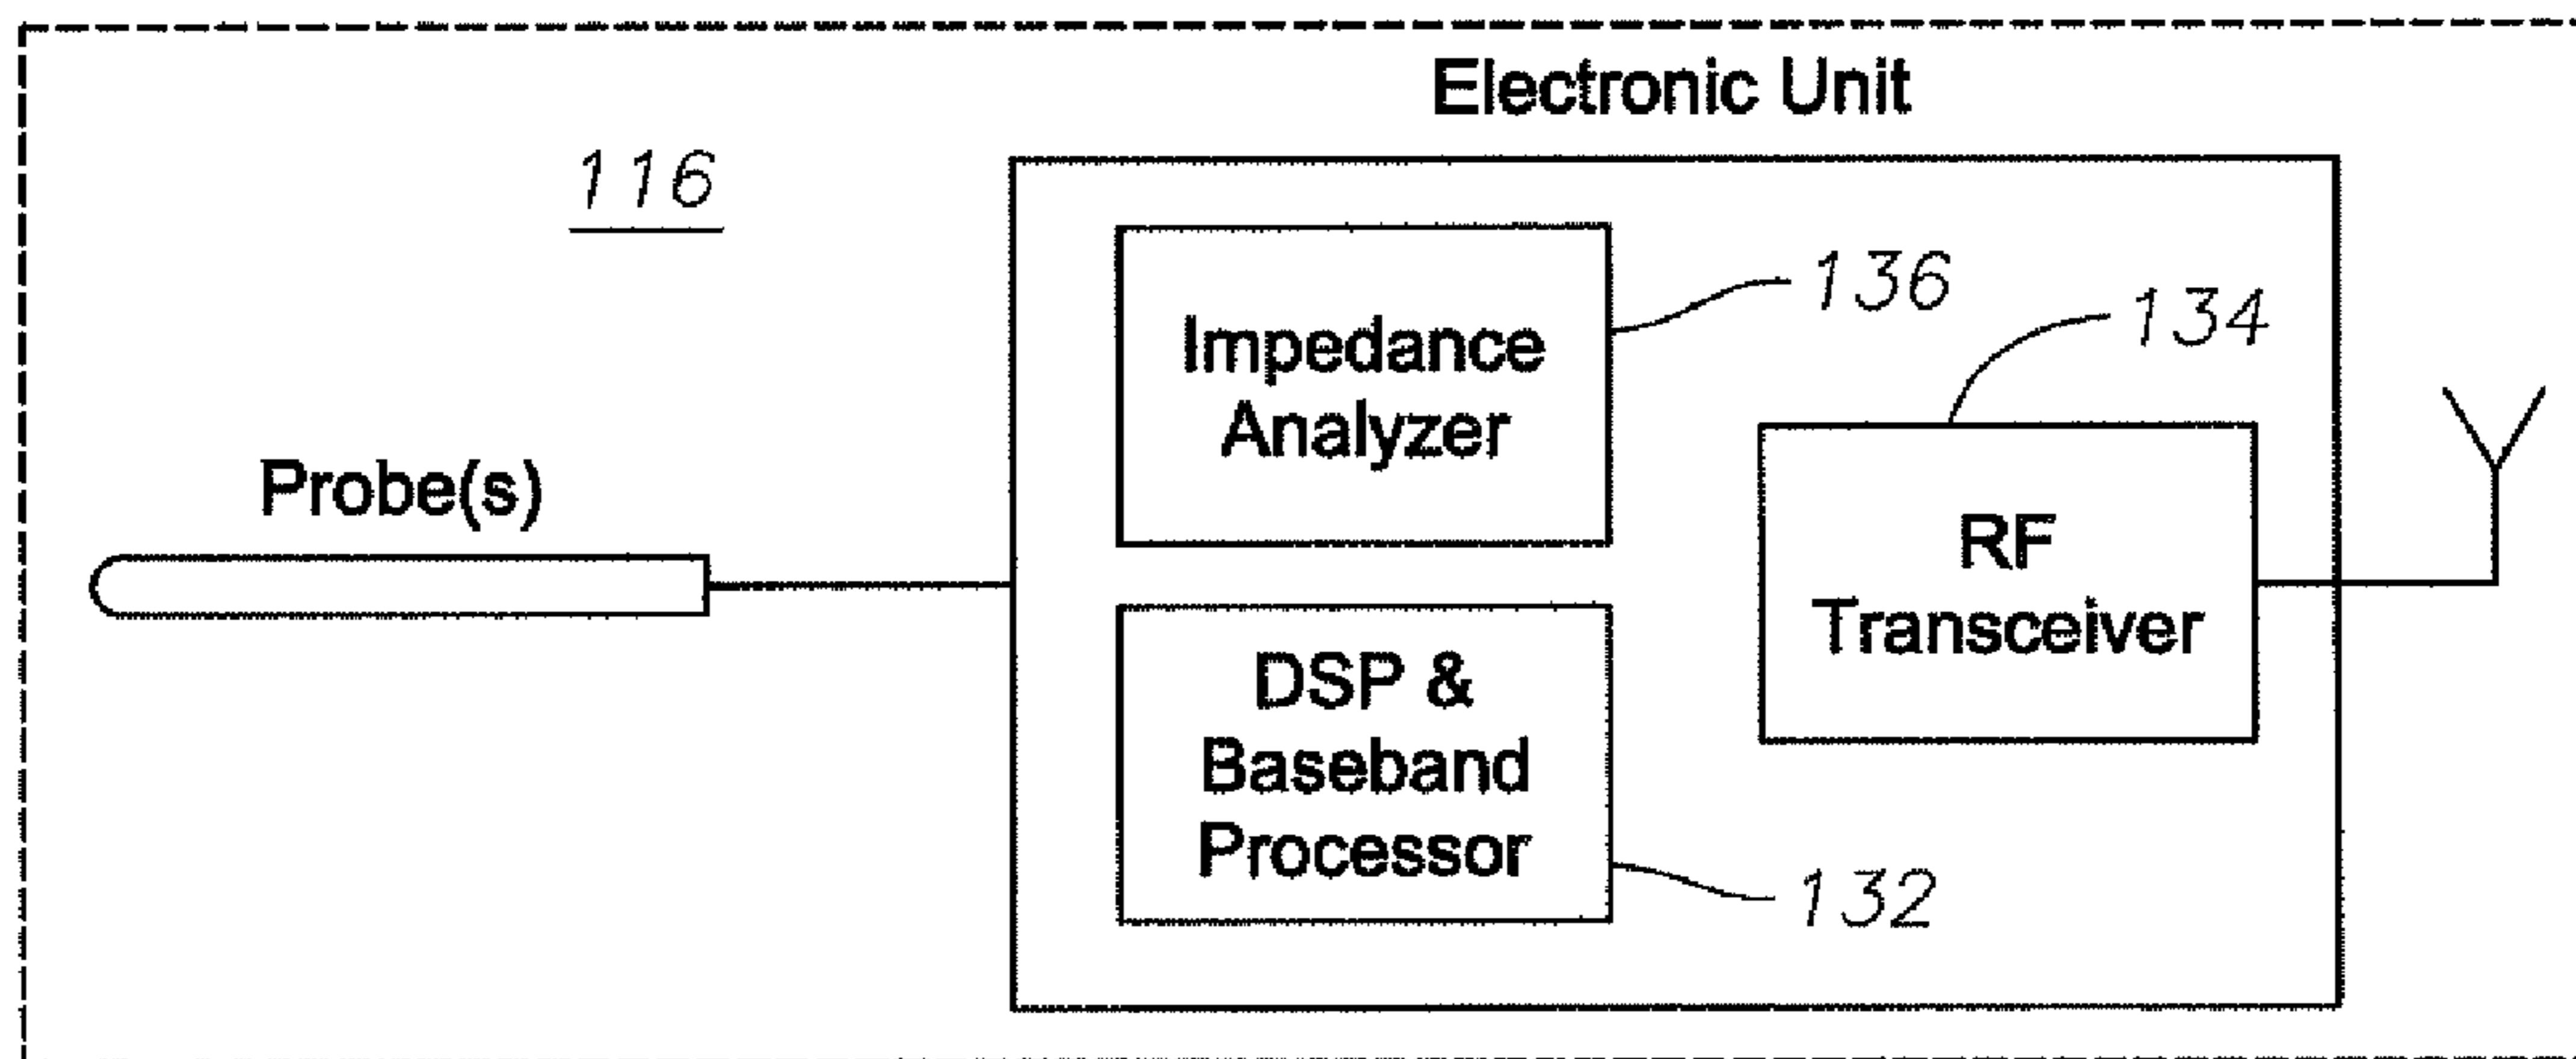 Electronic Unit
116
Impedance
Analyzer
136
134
Probe(s)
RF
Transceiver
DSP &
Baseband
Processor
132